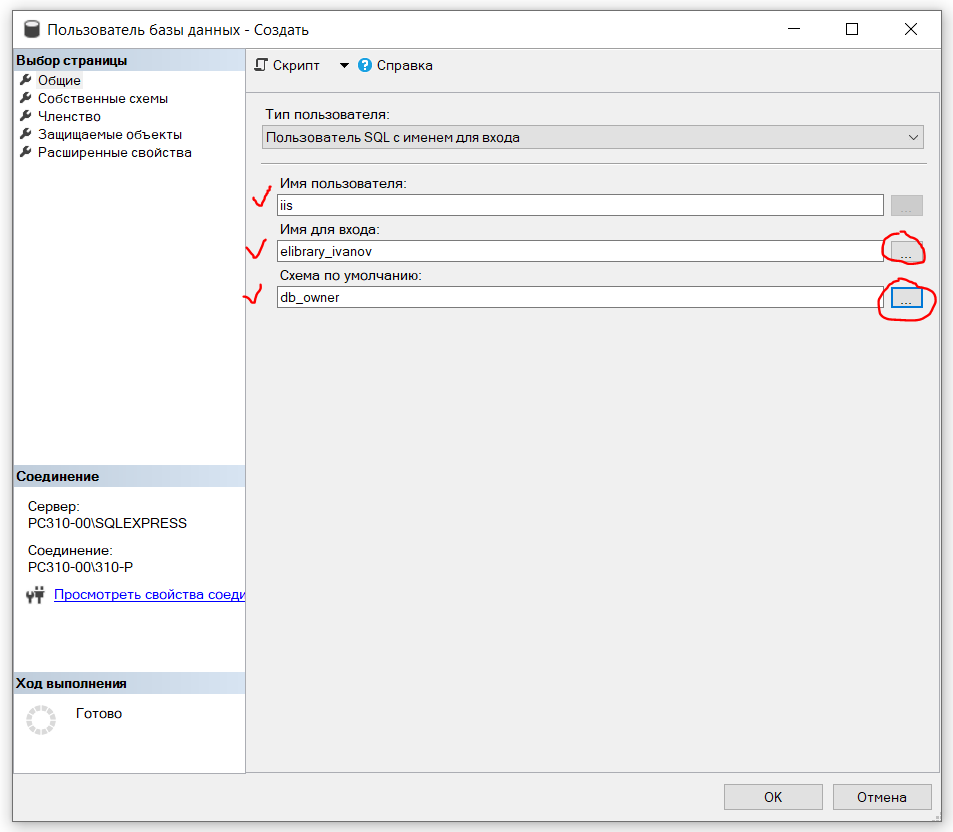 Пользователь базы данных - Создать
Выбор страницы
Общие
Собственные схемы
Членство
Защищаемые объекты
Расширенные свойства
Скрипт
Справка
Тип пользователя:
Пользователь SQL с именем для входа
Имя пользователя:
iis
...
Имя для входа:
elibrary_ivanov
...
Схема по умолчанию:
db_owner
...
Соединение
Сервер:
PC310-00\SQLEXPRESS
Соединение:
PC310-00\310-P
Просмотреть свойства соеди
Ход выполнения
Готово
OK
Отмена